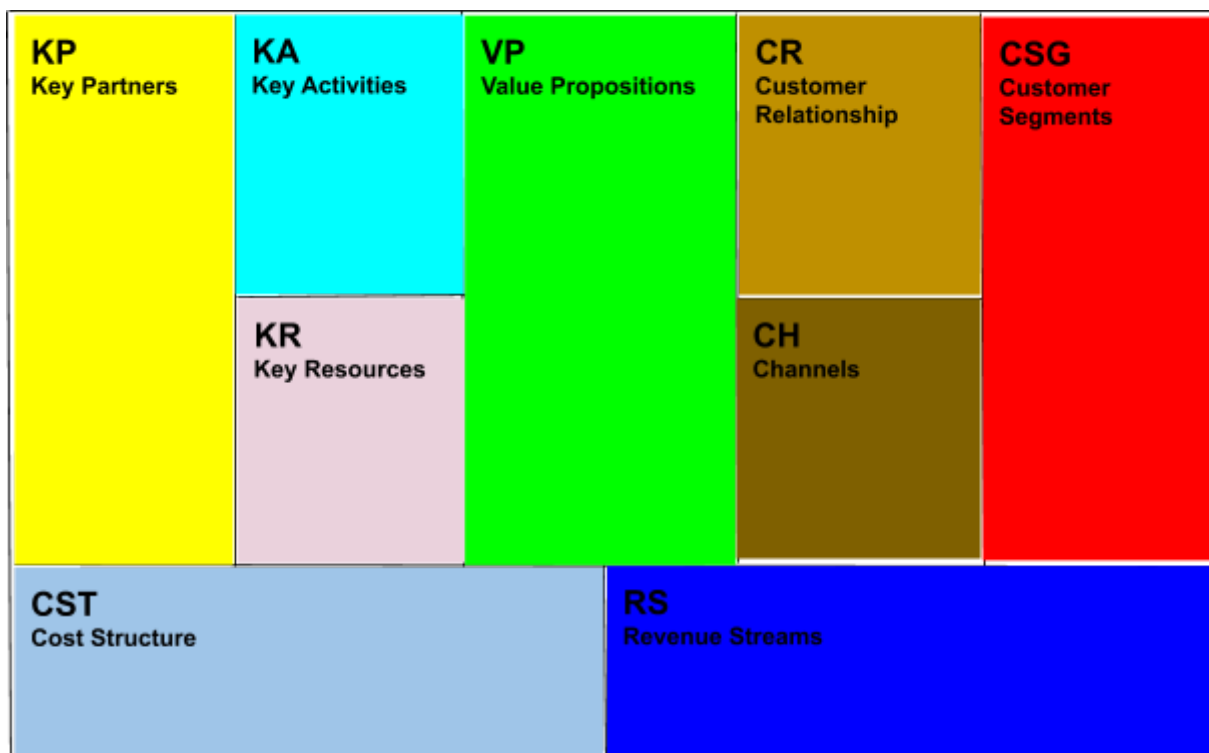 KP
Key Partners
KA
Key Activities
VP
Value Propositions
CR
Customer
Relationship
CSG
Customer
Segments
KR
Key Resources
CH
Channels
CST
Cost Structure
RS
Revenue Streams